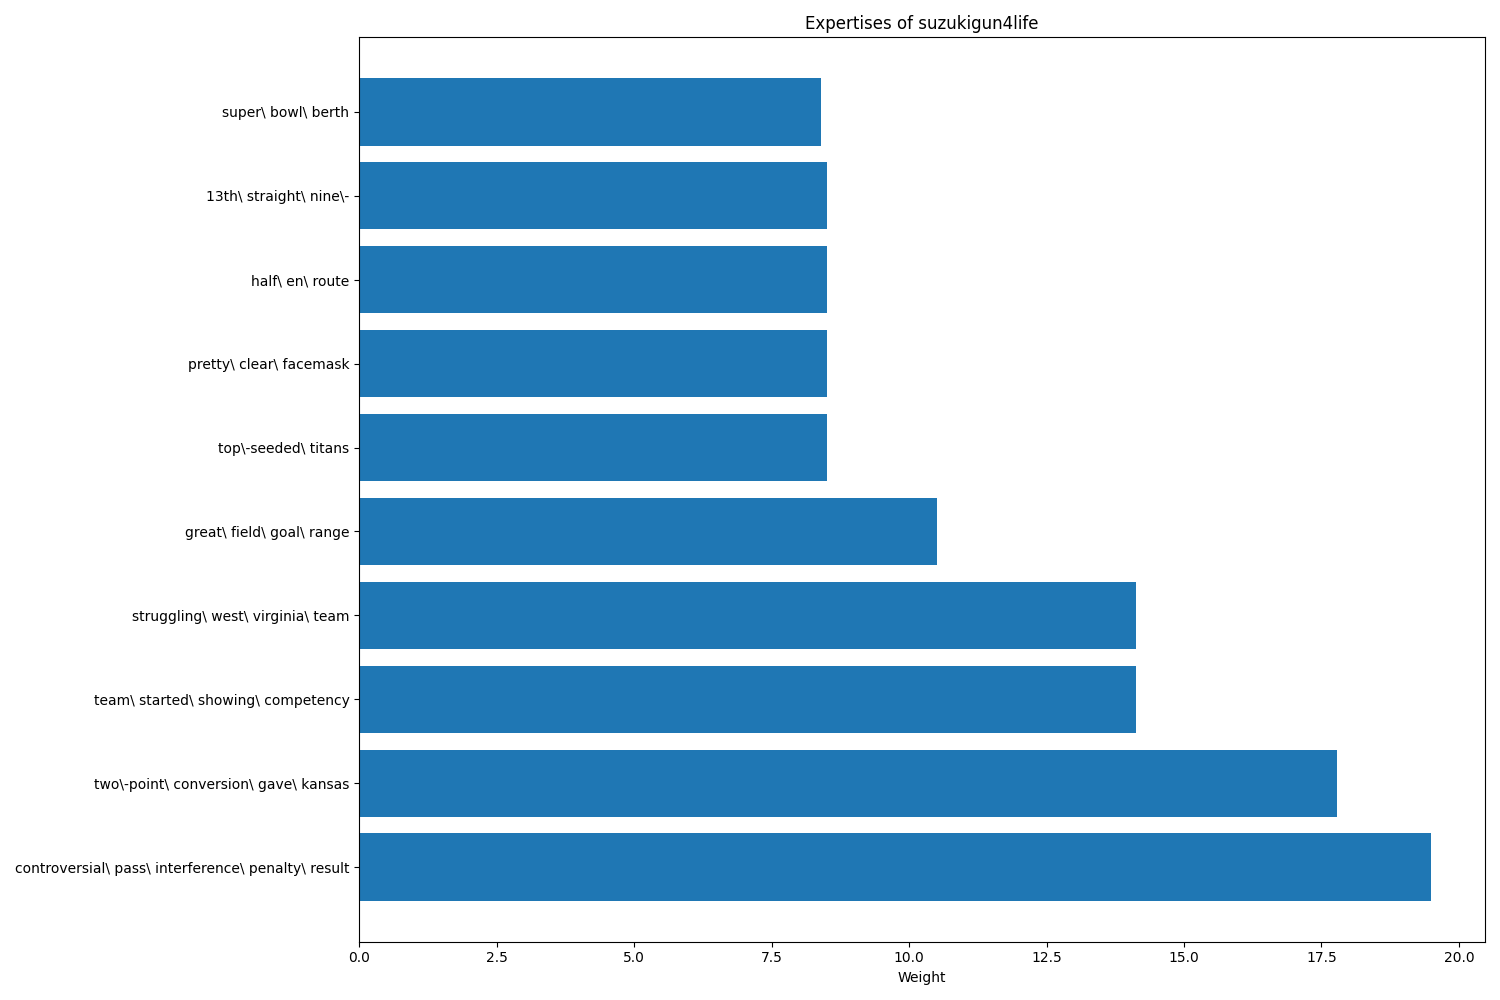 Expertises of suzukigun4life
super\ bowl\ berth
13th\ straight\ nine\-
half\ en\ route
pretty\ clear\ facemask
top\-seeded\ titans
great\ field\ goal\ range
struggling\ west\ virginia\ team
team\ started\ showing\ competency
two\-point\ conversion\ gave\ kansas
controversial\ pass\ interference\ penalty\ result
0.0 2.5 5.0 7.5 10.0 12.5 15.0 17.5 20.0
Weight